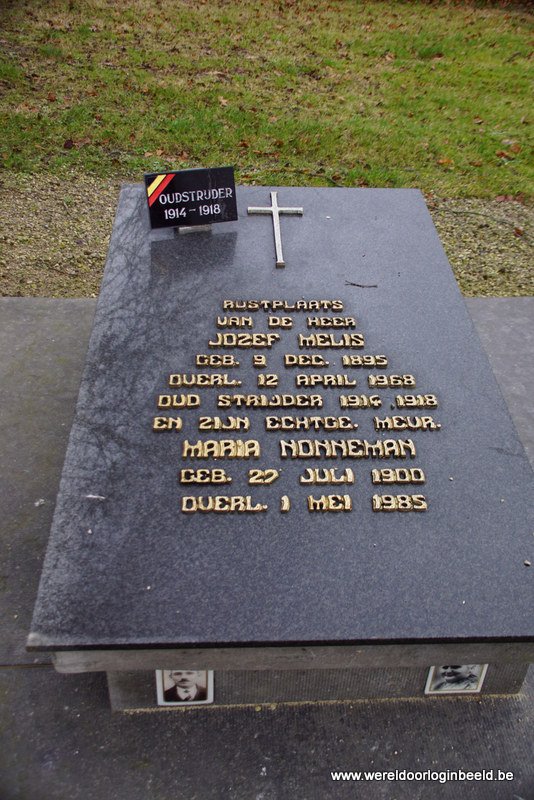 OUDSTRIJDER
1914 - 1918
RUSTPLAATS
VAN DE HEER
JOZEF MELIS
GEB. 9 DEC. 1895
OVERL. 12 APRIL 1968
OUD STRIJDER 1914 1918
EN ZIJN ECHTGE. MEVR.
MARIA NONNEMAN
GEB. 27 JULI 1900
OVERL. 1 MEI 1985
www.wereldoorloginbeeld.be